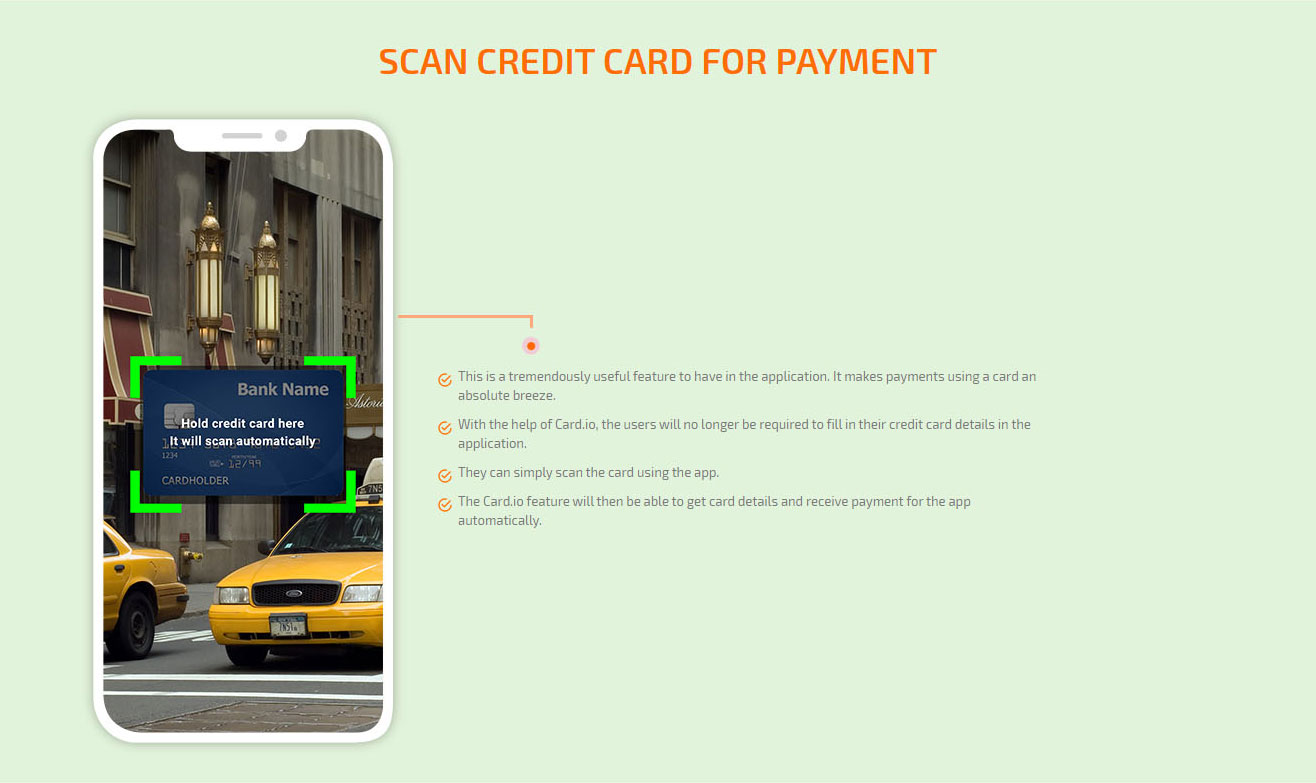 SCAN CREDIT CARD FOR PAYMENT
Bank Name
Hold credit card here
It will scan automatically
1234
12/99
CARDHOLDER
This is a tremendously useful feature to have in the application. It makes payments using a card an
absolute breeze.
With the help of Card.io, the users will no longer be required to fill in their credit card details in the
application.
They can simply scan the card using the app.
The Card.io feature will then be able to get card details and receive payment for the app
automatically.